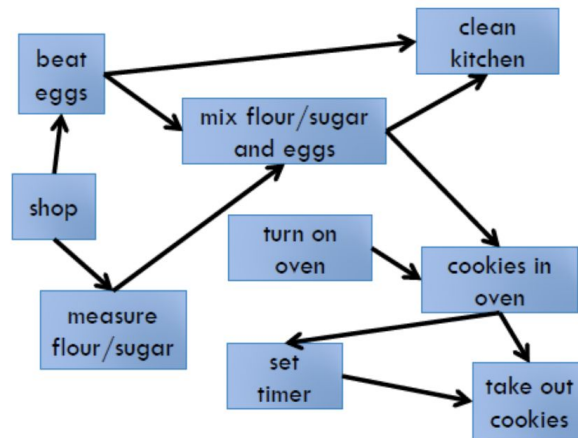 beat
eggs
clean
kitchen
mix flour/sugar
and eggs
shop
turn on
oven
cookies in
oven
measure
flour/sugar
set
timer
take out
cookies